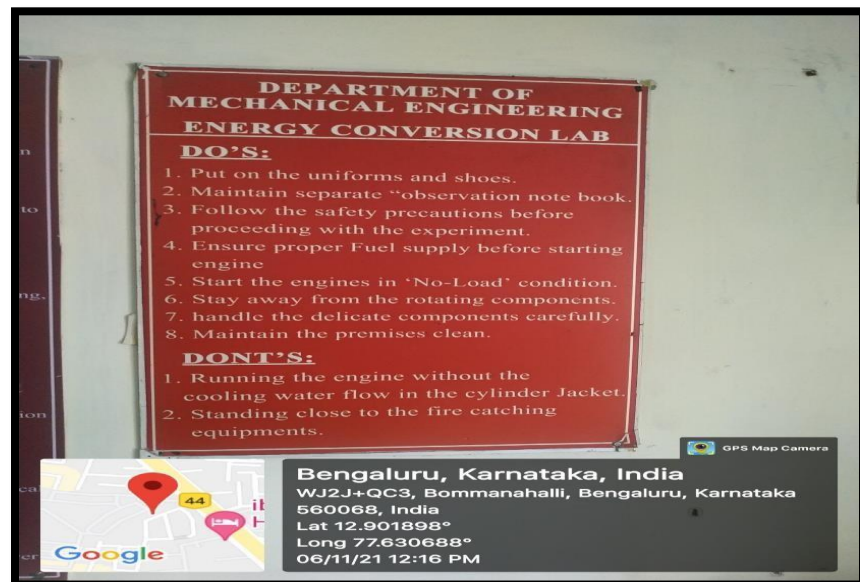 DEPARTMENT OF
MECHANICAL ENGINEERING
ENERGY CONVERSION LAB
DO'S:
1. Put on the uniforms and shoes.
2. Maintain separate “observation note book.
3. Follow the safety precautions before
proceeding with the experiment.
4. Ensure proper Fuel supply before starting
engine
5. Start the engines in ‘No-Load’ condition.
6. Stay away from the rotating components.
7. handle the delicate components carefully.
8. Maintain the premises clean.
DONT'S:
1. Running the engine without the
cooling water flow in the cylinder Jacket.
2. Standing close to the fire catching
equipments.
to
GPS Map Camera
Bengaluru, Karnataka, India
WJ2J+QC3, Bommanahalli, Bengaluru, Karnataka
560068, India
Lat 12.901898°
Long 77.630688°
06/11/21 12:16 PM
44
Google